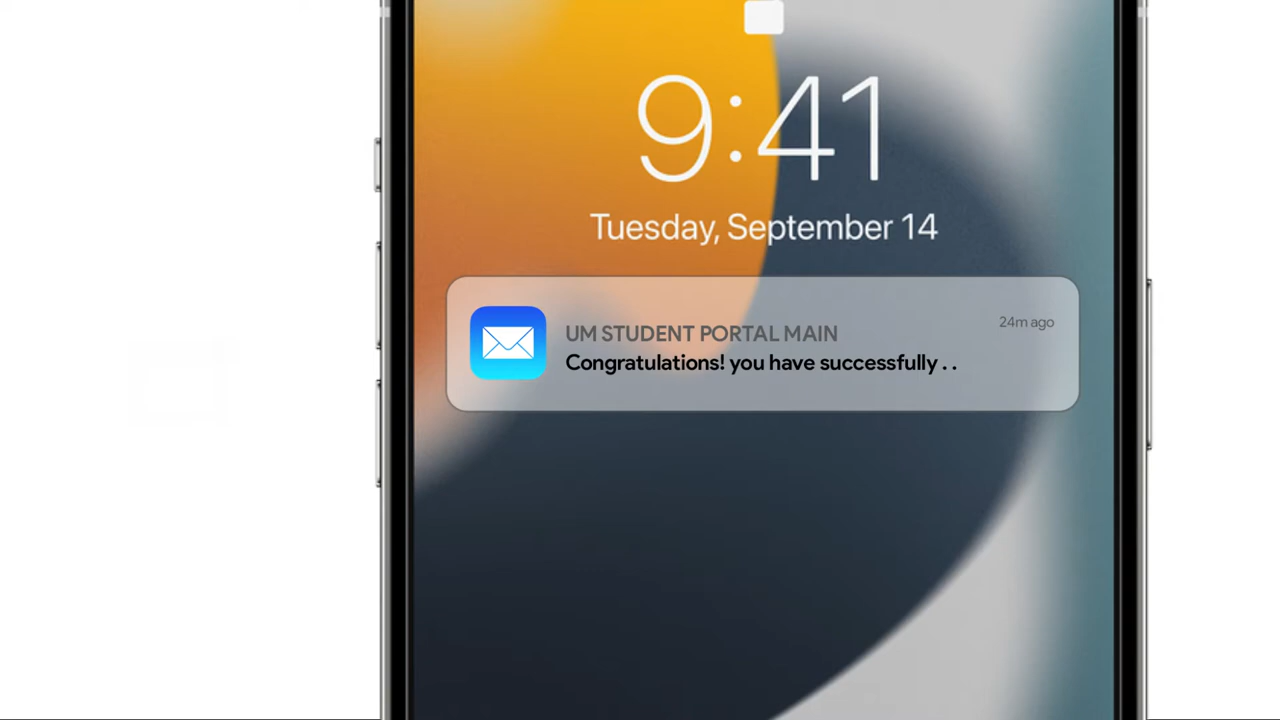 9:41
Tuesday, September 14
24m ago
UM STUDENT PORTAL MAIN
Congratulations! you have successfully . .